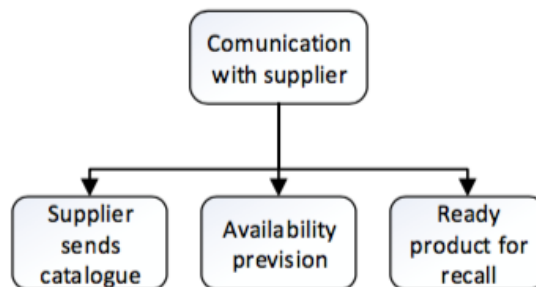 Comunication
with supplier
Supplier
sends
catalogue
Availability
prevision
Ready
product for
recall